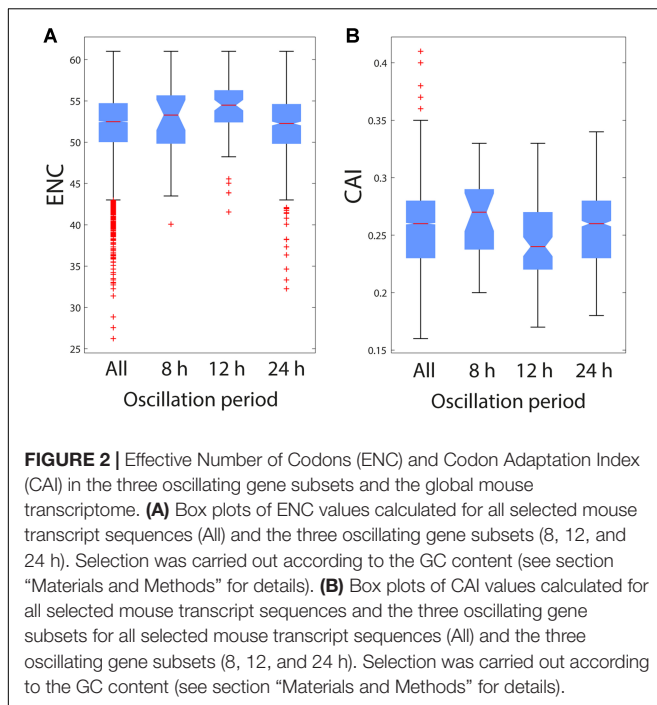 A
B
60
55
50
45
40
35
30
25
ENC
All 8 h 12 h 24 h
Oscillation period
0.4
0.35
0.3
0.25
0.2
0.15
CAI
All 8 h 12 h 24 h
Oscillation period
FIGURE 2 | Effective Number of Codons (ENC) and Codon Adaptation Index
(CAI) in the three oscillating gene subsets and the global mouse
transcriptome. (A) Box plots of ENC values calculated for all selected mouse
transcript sequences (All) and the three oscillating gene subsets (8, 12, and
24 h). Selection was carried out according to the GC content (see section
“Materials and Methods” for details). (B) Box plots of CAI values calculated for
all selected mouse transcript sequences and the three oscillating gene
subsets for all selected mouse transcript sequences (All) and the three
oscillating gene subsets (8, 12, and 24 h). Selection was carried out according
to the GC content (see section “Materials and Methods” for details).